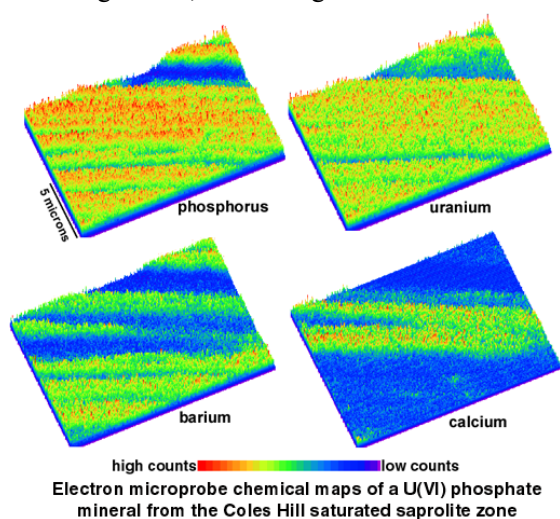 5 microns
phosphorus
uranium
barium
calcium
high counts low counts
Electron microprobe chemical maps of a U(VI) phosphate
mineral from the Coles Hill saturated saprolite zone